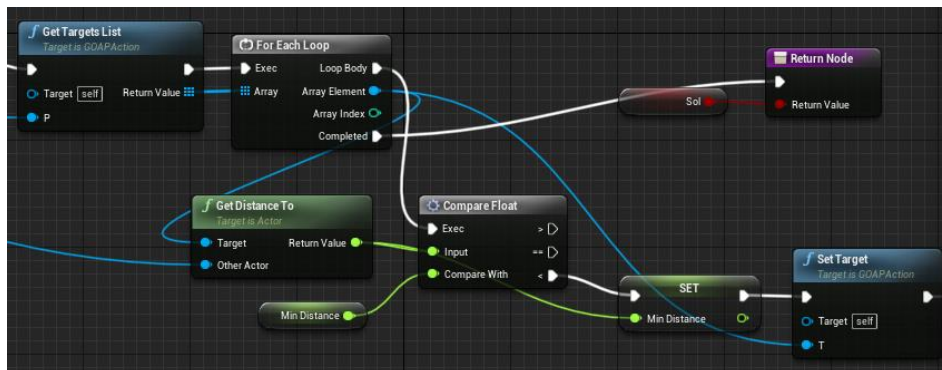 Get Targets List
Target is GOAPAction
Target self
Return Value
P
For Each Loop
Exec
Loop Body
Array
Array Element
Array Index
Completed
Sol
Return Node
Return Value
Get Distance To
Target is Actor
Target
Return Value
Other Actor
Compare Float
Exec
>
Input
==
Compare With
<
Min Distance
SET
Min Distance
Set Target
Target is GOAPAction
Target self
T